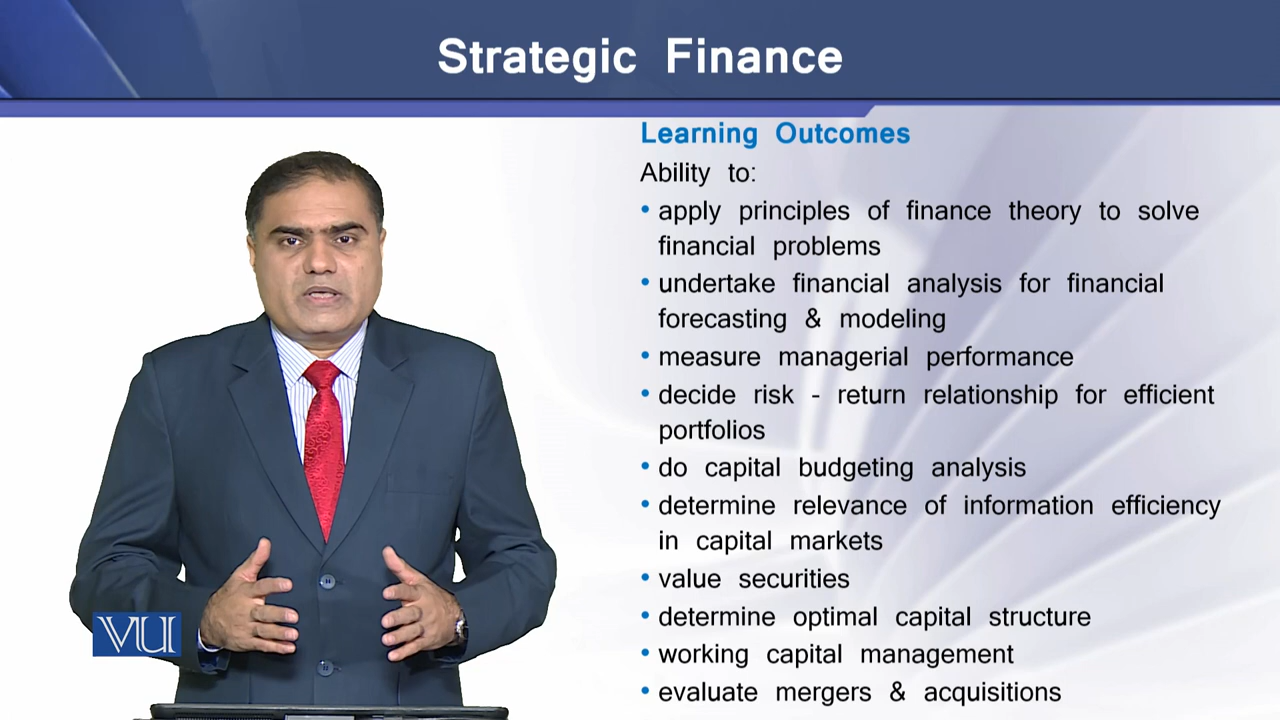 Strategic Finance
Learning Outcomes
Ability to:
• apply principles of finance theory to solve
financial problems
• undertake financial analysis for financial
forecasting & modeling
• measure managerial performance
• decide risk - return relationship for efficient
portfolios
• do capital budgeting analysis
• determine relevance of information efficiency
in capital markets
• value securities
• determine optimal capital structure
• working capital management
• evaluate mergers & acquisitions
VU